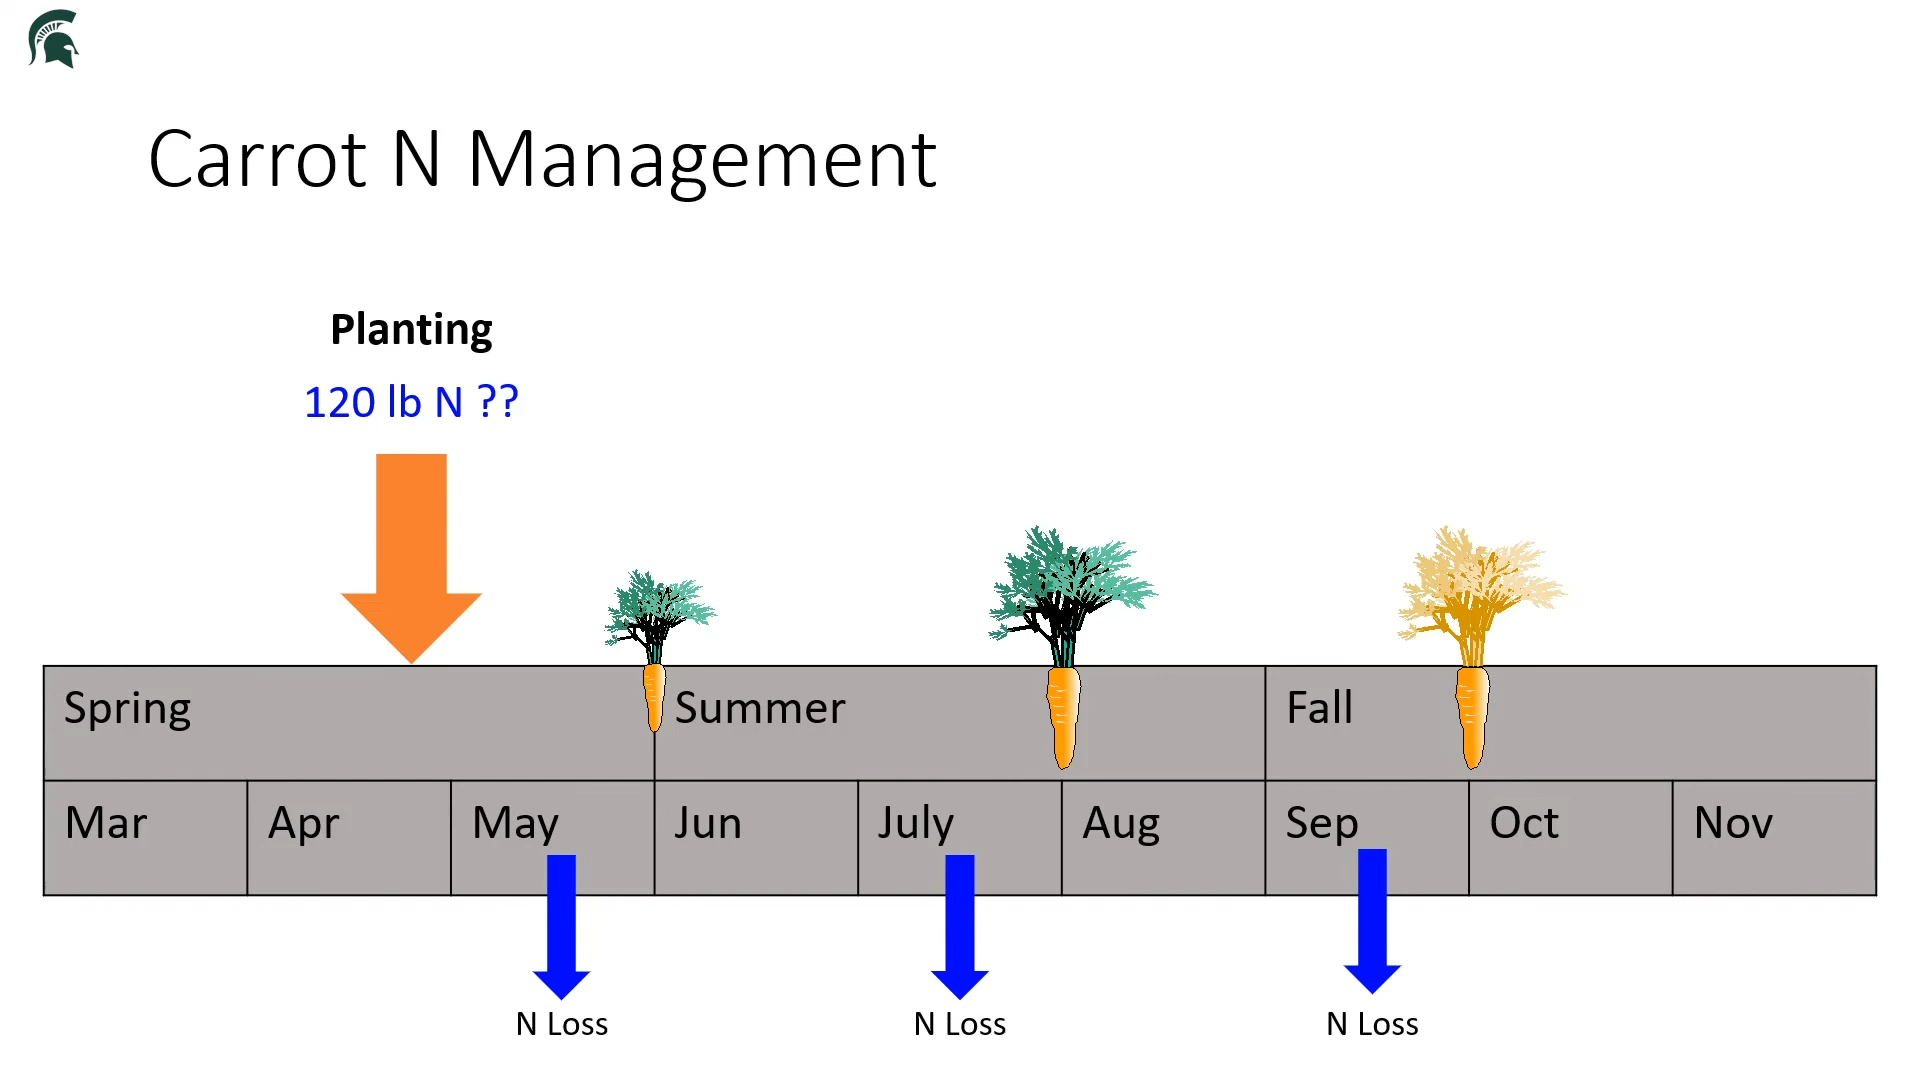 Carrot N Management
Planting
120 lb N ??
Spring
Summer
Fall
Mar
Apr
May
Jun
July
Aug
Sep
Oct
Nov
N Loss
N Loss
N Loss